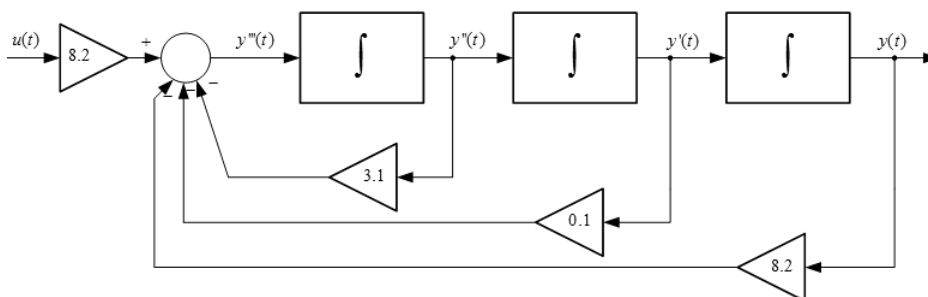 u(t)
8.2
+
y'''(t)
∫
y''(t)
∫
y'(t)
∫
y(t)
−
−
−
3.1
0.1
8.2